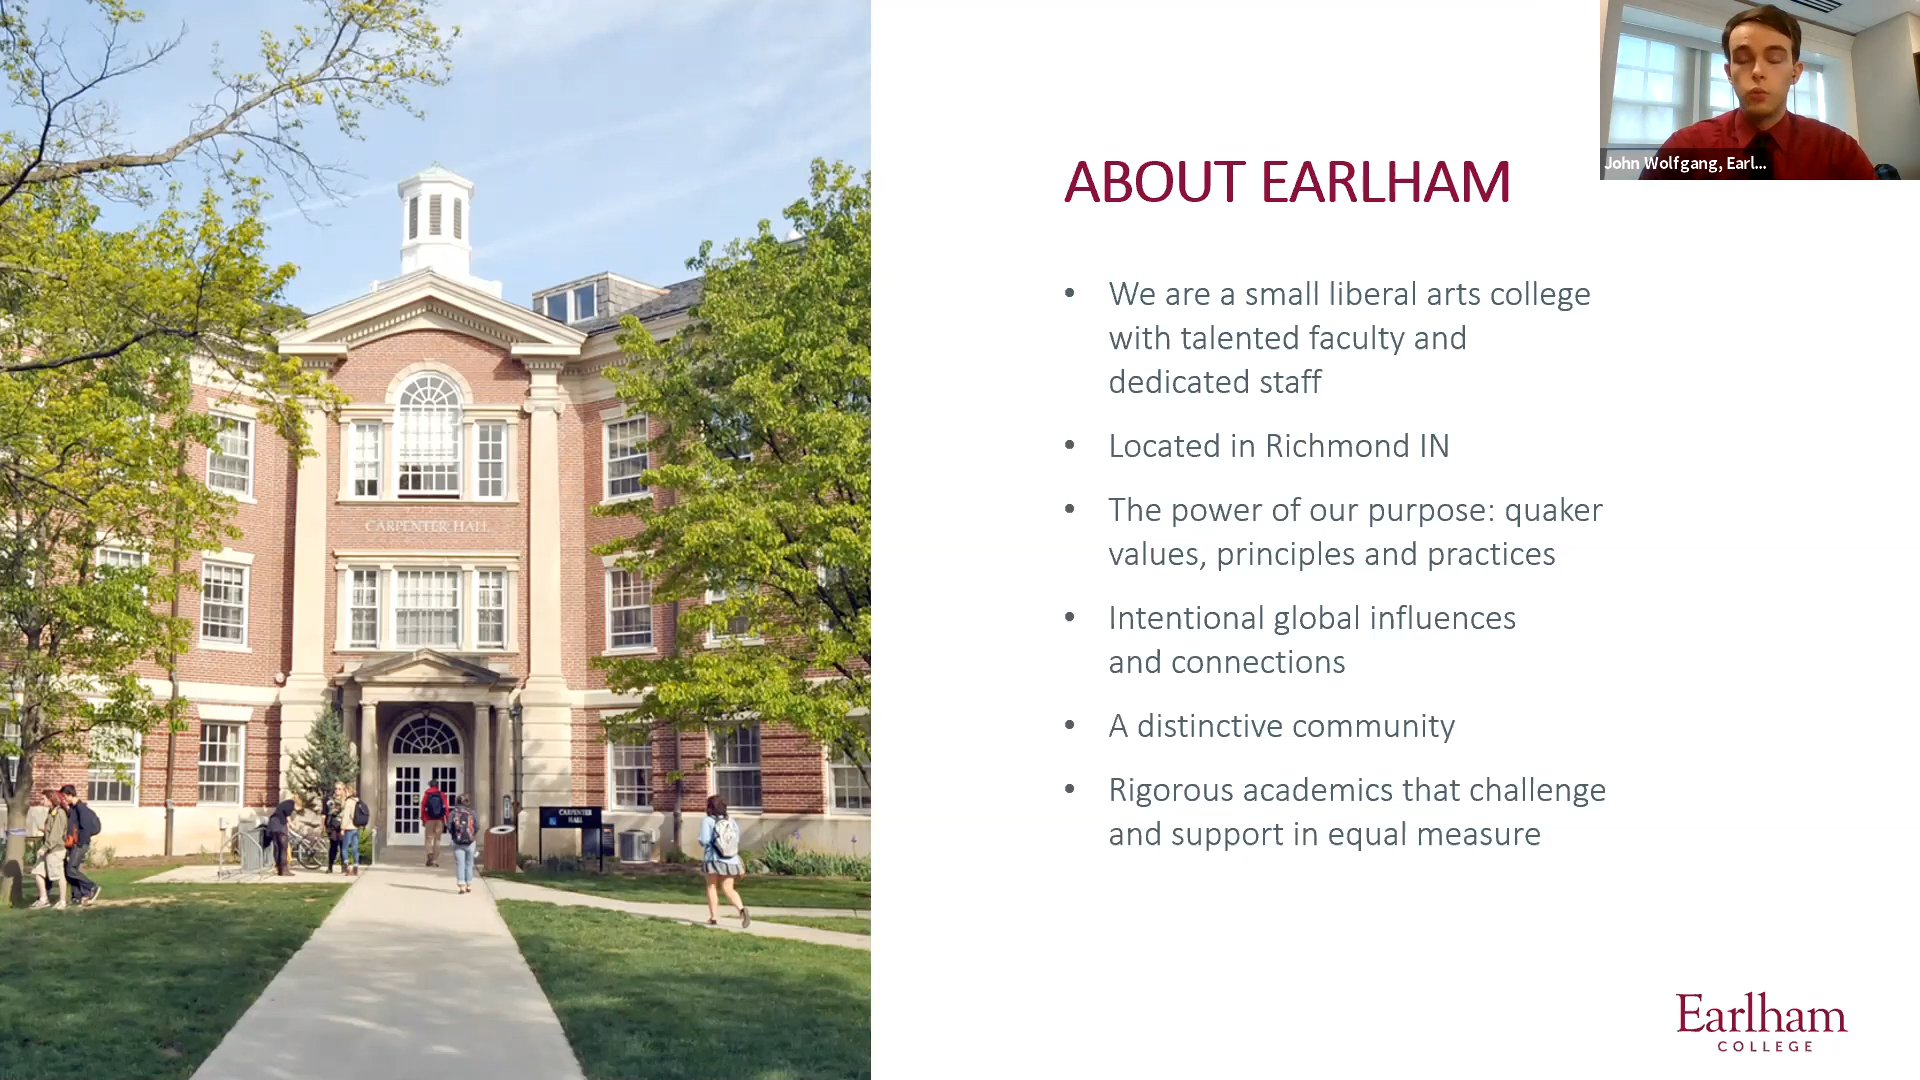 CARPENTER HALL
CARPENTER
HALL
ABOUT EARLHAM
• We are a small liberal arts college
with talented faculty and
dedicated staff
• Located in Richmond IN
• The power of our purpose: quaker
values, principles and practices
• Intentional global influences
and connections
• A distinctive community
• Rigorous academics that challenge
and support in equal measure
John Wolfgang, Earl...
Earlham
COLLEGE